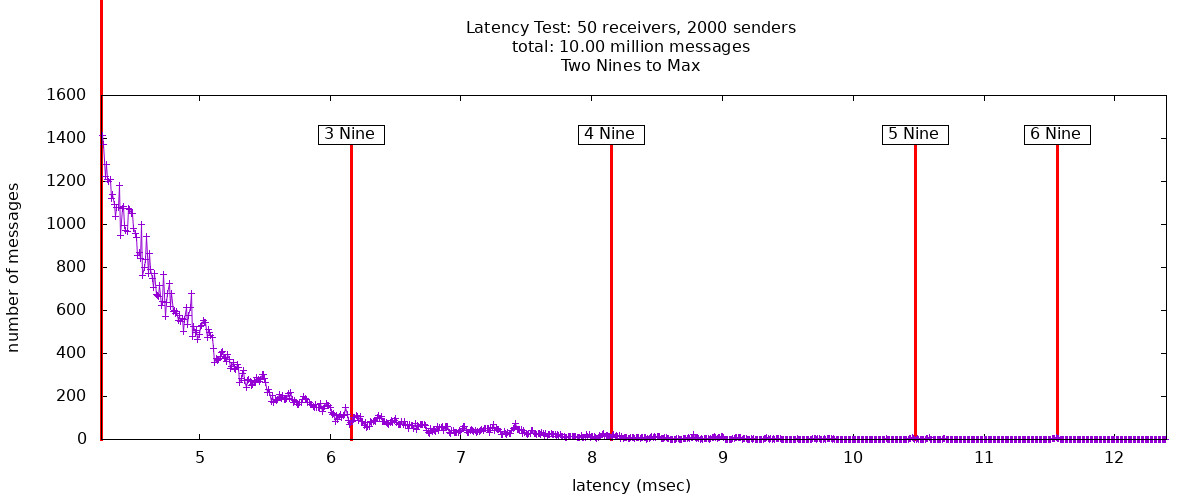 Latency Test: 50 receivers, 2000 senders
total: 10.00 million messages
Two Nines to Max
1600
1400
1200
1000
800
600
400
200
0
number of messages
3 Nine
4 Nine
5 Nine
6 Nine
5
6
7
8
9
10
11
12
latency (msec)